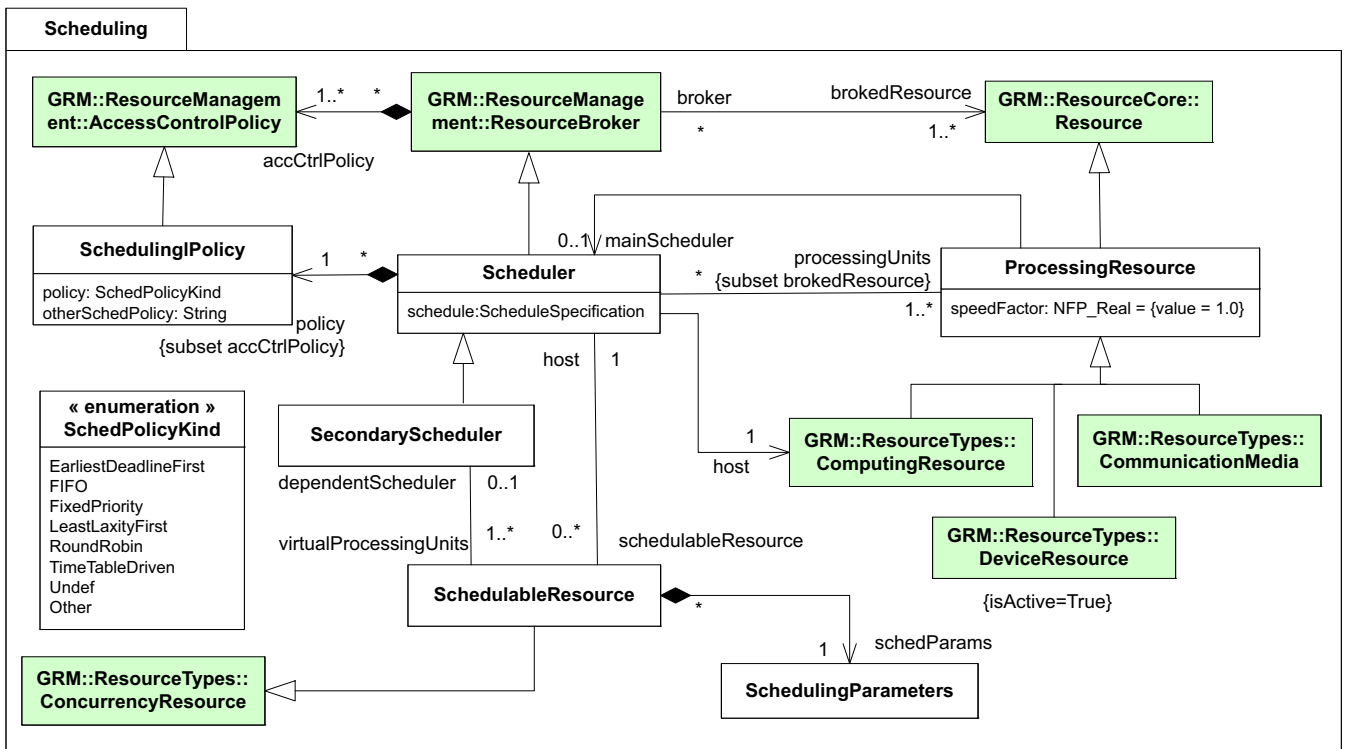 Scheduling
GRM::ResourceManagem
ent::AccessControlPolicy
1..*
*
accCtrlPolicy
GRM::ResourceManage
ment::ResourceBroker
broker
*
brokedResource
1..*
GRM::ResourceCore::
Resource
SchedulinglPolicy
policy: SchedPolicyKind
otherSchedPolicy: String
1
*
policy
{subset accCtrlPolicy}
Scheduler
schedule:ScheduleSpecification
0..1
mainScheduler
processingUnits
*
{subset brokedResource}
1..*
ProcessingResource
speedFactor: NFP_Real = {value = 1.0}
host
1
« enumeration »
SchedPolicyKind
EarliestDeadlineFirst
FIFO
FixedPriority
LeastLaxityFirst
RoundRobin
TimeTableDriven
Undef
Other
SecondaryScheduler
dependentScheduler
0..1
1
host
GRM::ResourceTypes::
ComputingResource
GRM::ResourceTypes::
CommunicationMedia
virtualProcessingUnits
1..*
0..*
schedulableResource
GRM::ResourceTypes::
DeviceResource
{isActive=True}
SchedulableResource
*
1
schedParams
GRM::ResourceTypes::
ConcurrencyResource
SchedulingParameters